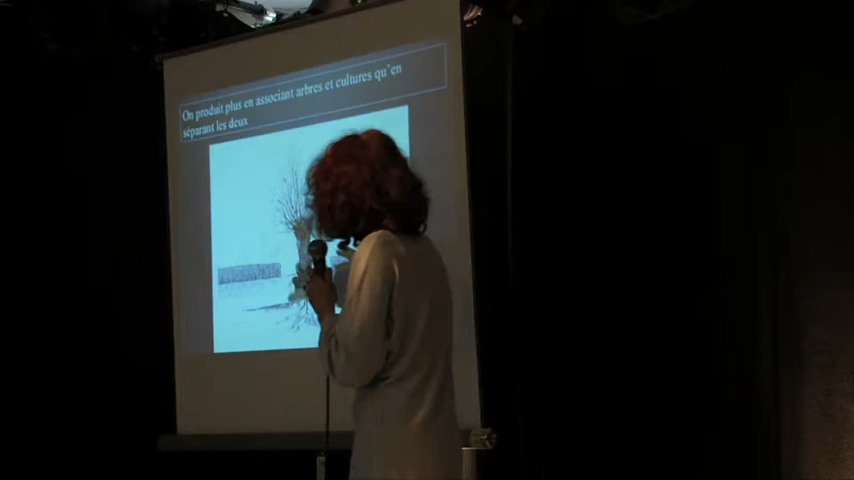 On produit plus en associant arbres et cultures qu'en
séparant les deux